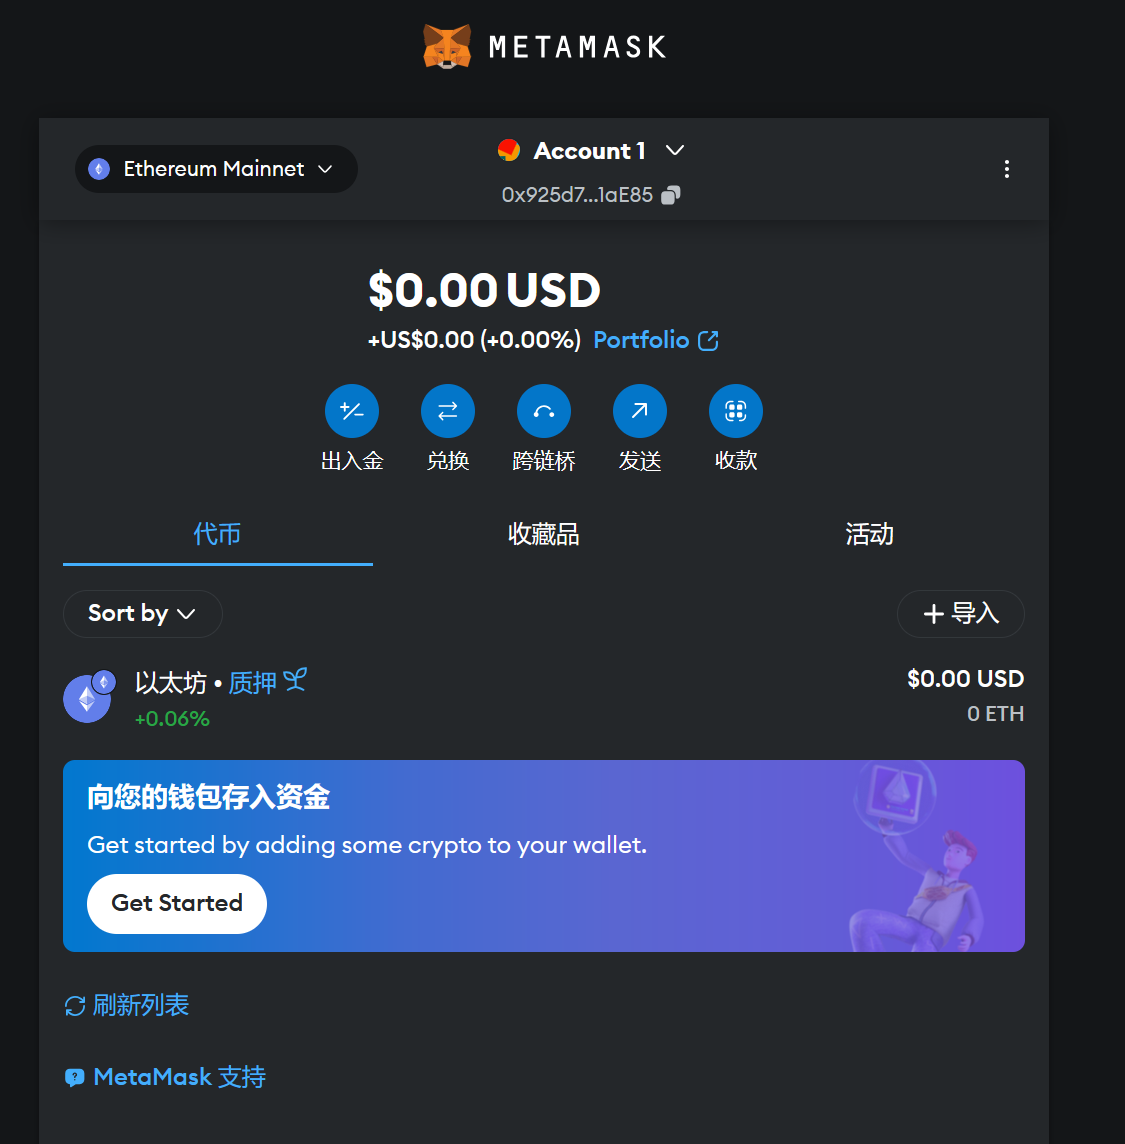 METAMASK
Ethereum Mainnet
Account 1
0x925d7...1aE85
$0.00 USD
+US$0.00 (+0.00%) Portfolio
出入金 兑换 跨链桥 发送 收款
代币 收藏品 活动
Sort by
导入
以太坊 • 质押 $0.00 USD
+0.06% 0 ETH
向您的钱包存入资金
Get started by adding some crypto to your wallet.
Get Started
刷新列表
MetaMask 支持